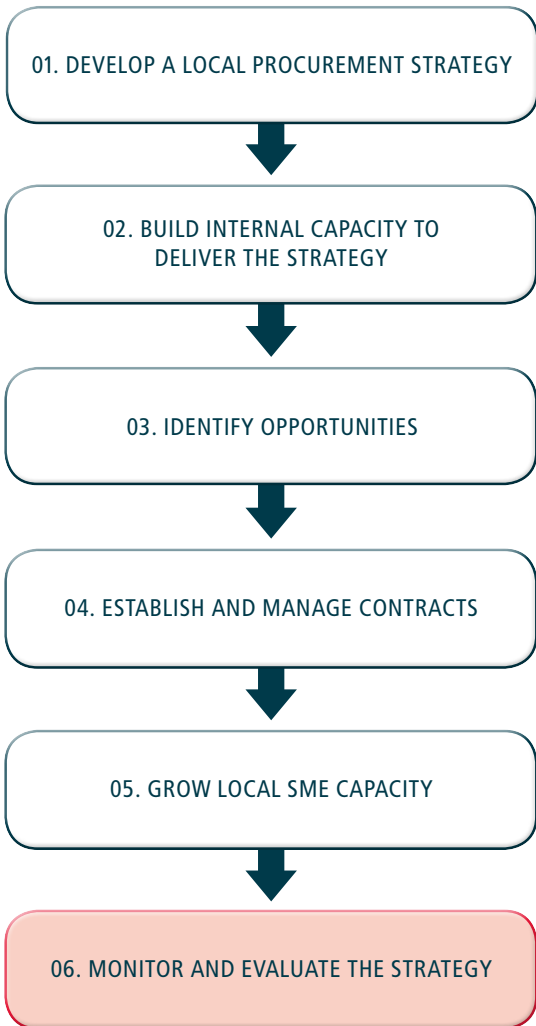 01. DEVELOP A LOCAL PROCUREMENT STRATEGY
02. BUILD INTERNAL CAPACITY TO
DELIVER THE STRATEGY
03. IDENTIFY OPPORTUNITIES
04. ESTABLISH AND MANAGE CONTRACTS
05. GROW LOCAL SME CAPACITY
06. MONITOR AND EVALUATE THE STRATEGY